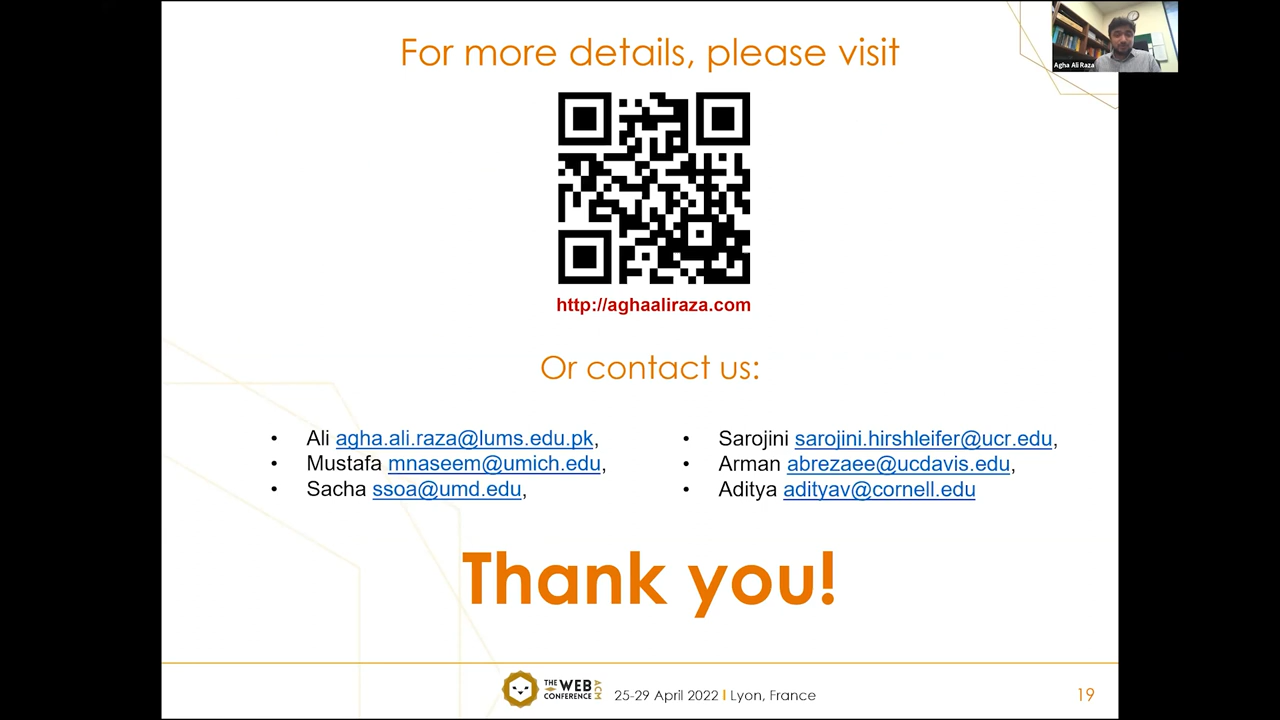 For more details, please visit
Agha Ali Raza
http://aghaaliraza.com
Or contact us:
• Ali agha.ali.raza@lums.edu.pk,
• Mustafa mnaseem@umich.edu,
• Sacha ssoa@umd.edu,
• Sarojini sarojini.hirshleifer@ucr.edu,
• Arman abrezaee@ucdavis.edu,
• Aditya adityav@cornell.edu
Thank you!
THE WEB CONFERENCE ACM
25-29 April 2022 | Lyon, France
19